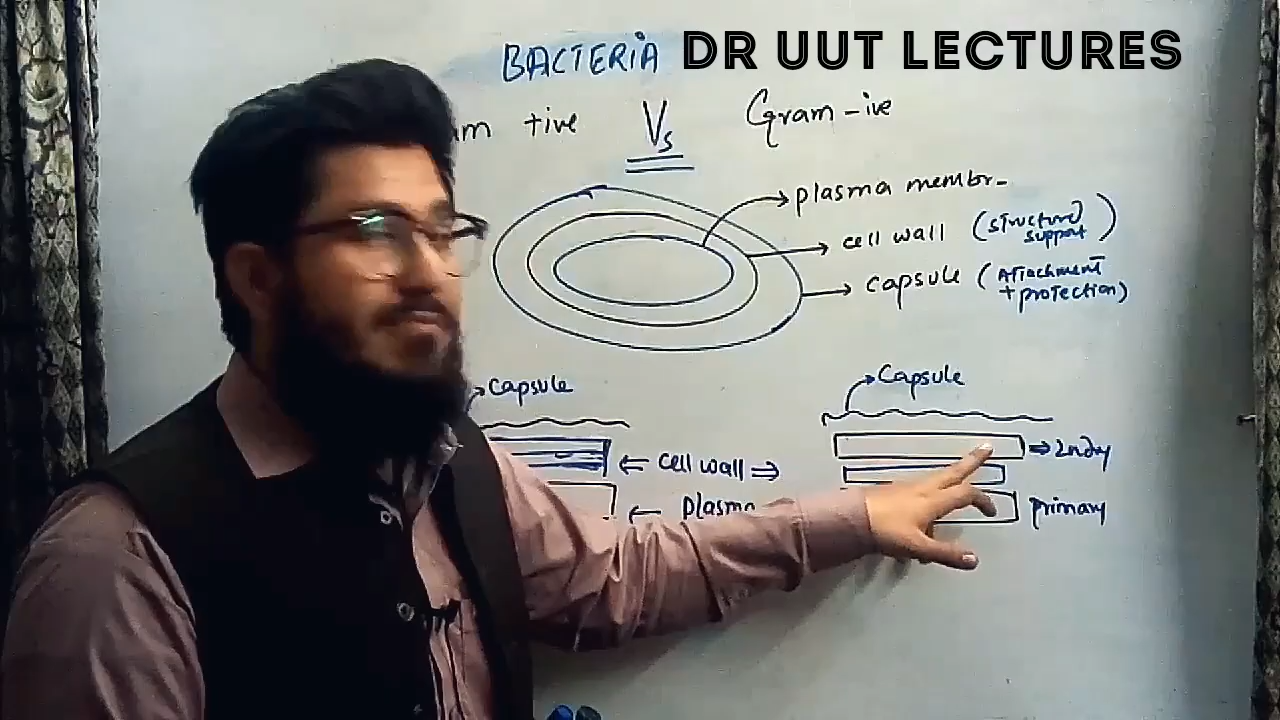 BACTERIA DR UUT LECTURES
m +ive Vs Gram -ive
plasma membr-
cell wall (structural support)
capsule (Attachment + protection)
capsule
Capsule
← cell wall ⇒
⇒ 2ndry
← plasma
primary